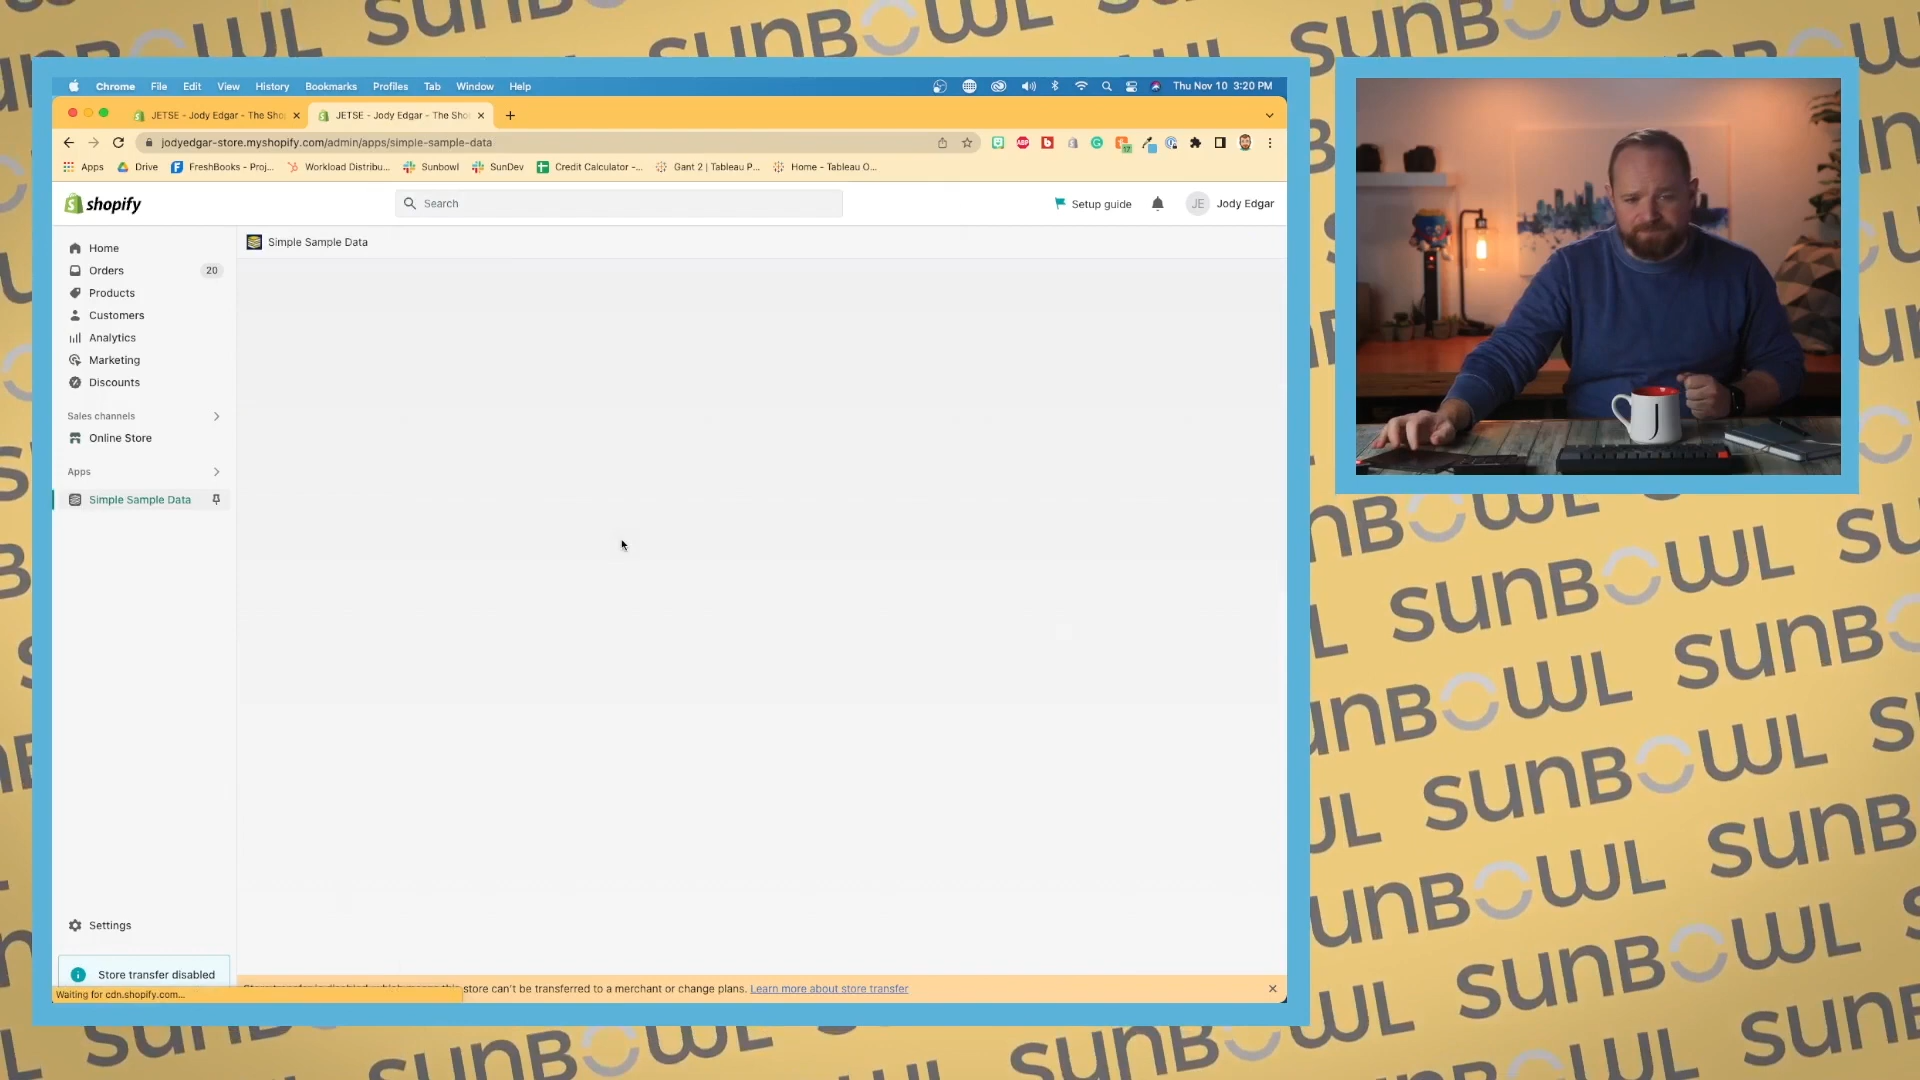 Chrome File Edit View History Bookmarks Profiles Tab Window Help
Thu Nov 10 3:20 PM
JETSE - Jody Edgar - The Sho
JETSE - Jody Edgar - The Sho
jodyedgar-store.myshopify.com/admin/apps/simple-sample-data
Apps Drive FreshBooks - Proj... Workload Distribu... Sunbowl SunDev Credit Calculator -... Gant 2 | Tableau P... Home - Tableau O...
shopify
Search
Setup guide
JE Jody Edgar
Simple Sample Data
Home
Orders 20
Products
Customers
Analytics
Marketing
Discounts
Sales channels
Online Store
Apps
Simple Sample Data
Settings
Store transfer disabled
Waiting for cdn.shopify.com...
store can't be transferred to a merchant or change plans. Learn more about store transfer
J
SUNBOWL
SUNBOWL
SUNBOWL
SUNBOWL
SUNBOWL
SUNBOWL